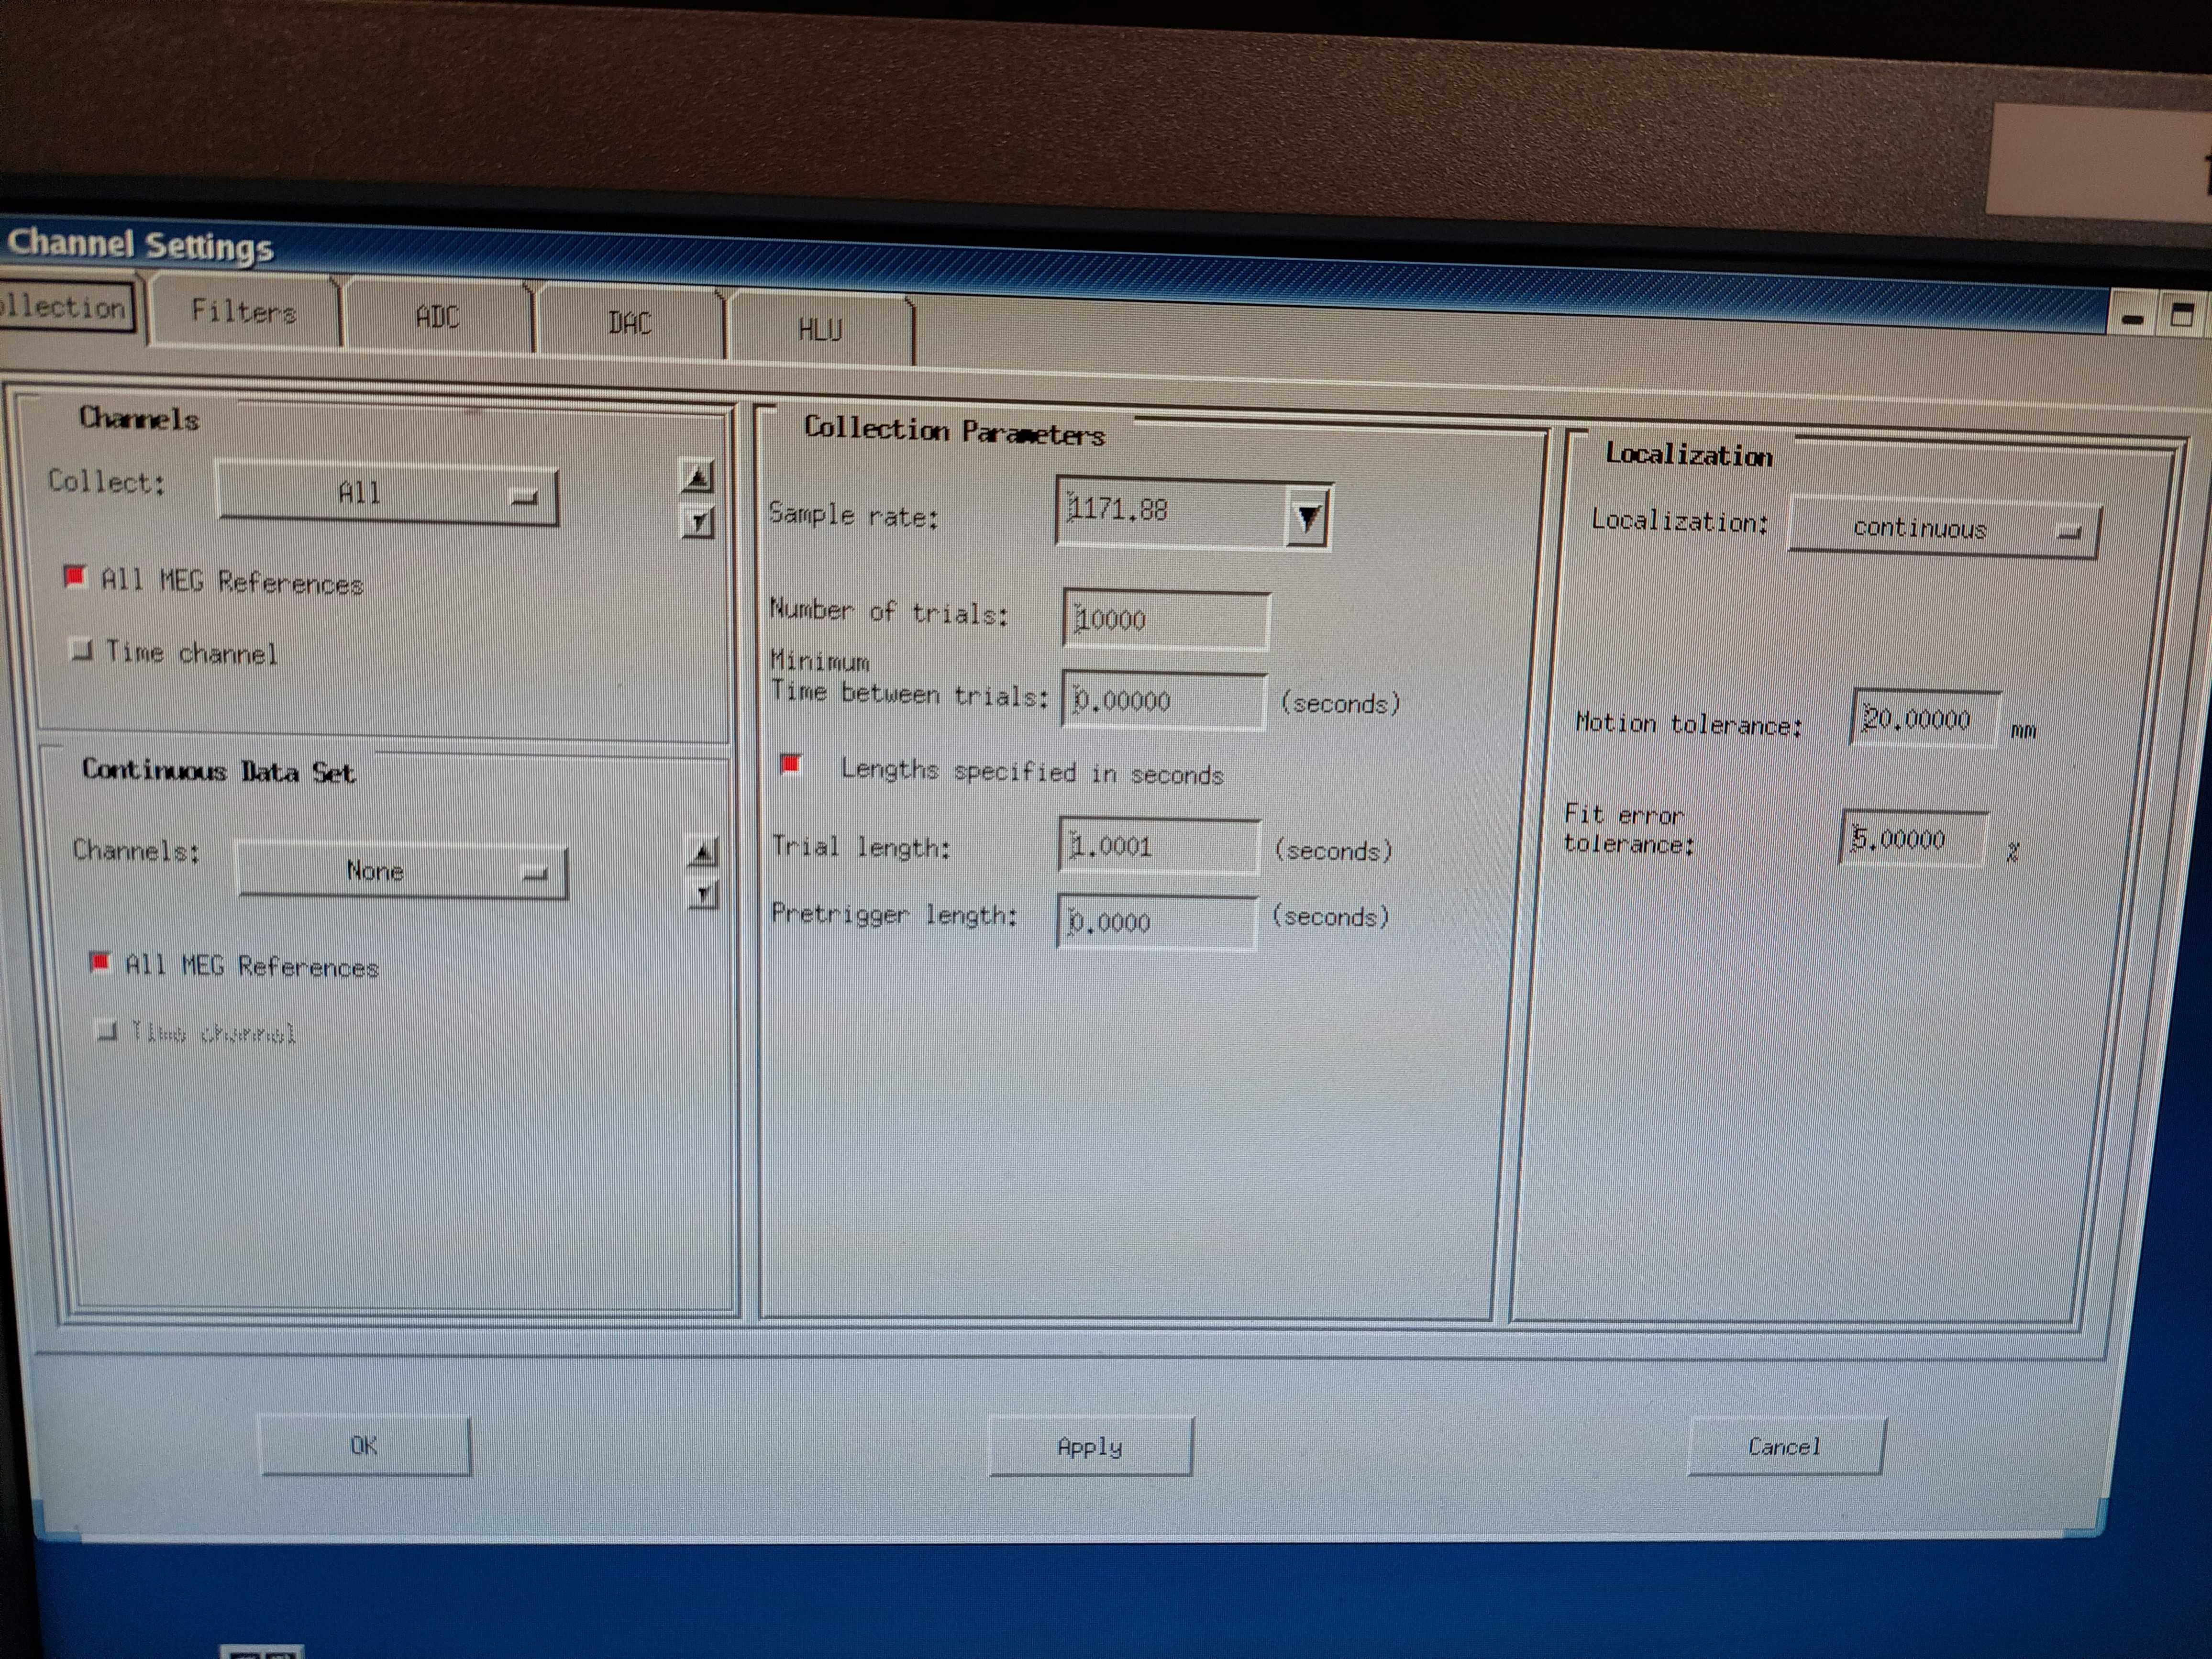 Channel Settings
ollection Filters ADC DAC HLU
Channels
Collect: All
All MEG References
Time channel
Continuous Data Set
Channels: None
All MEG References
Time channel
Collection Parameters
Sample rate: 1171.88
Number of trials: 10000
Minimum
Time between trials: 0.00000 (seconds)
Lengths specified in seconds
Trial length: 1.0001 (seconds)
Pretrigger length: 0.0000 (seconds)
Localization
Localization: continuous
Motion tolerance: 20.00000 mm
Fit error
tolerance: 5.00000 %
OK Apply Cancel